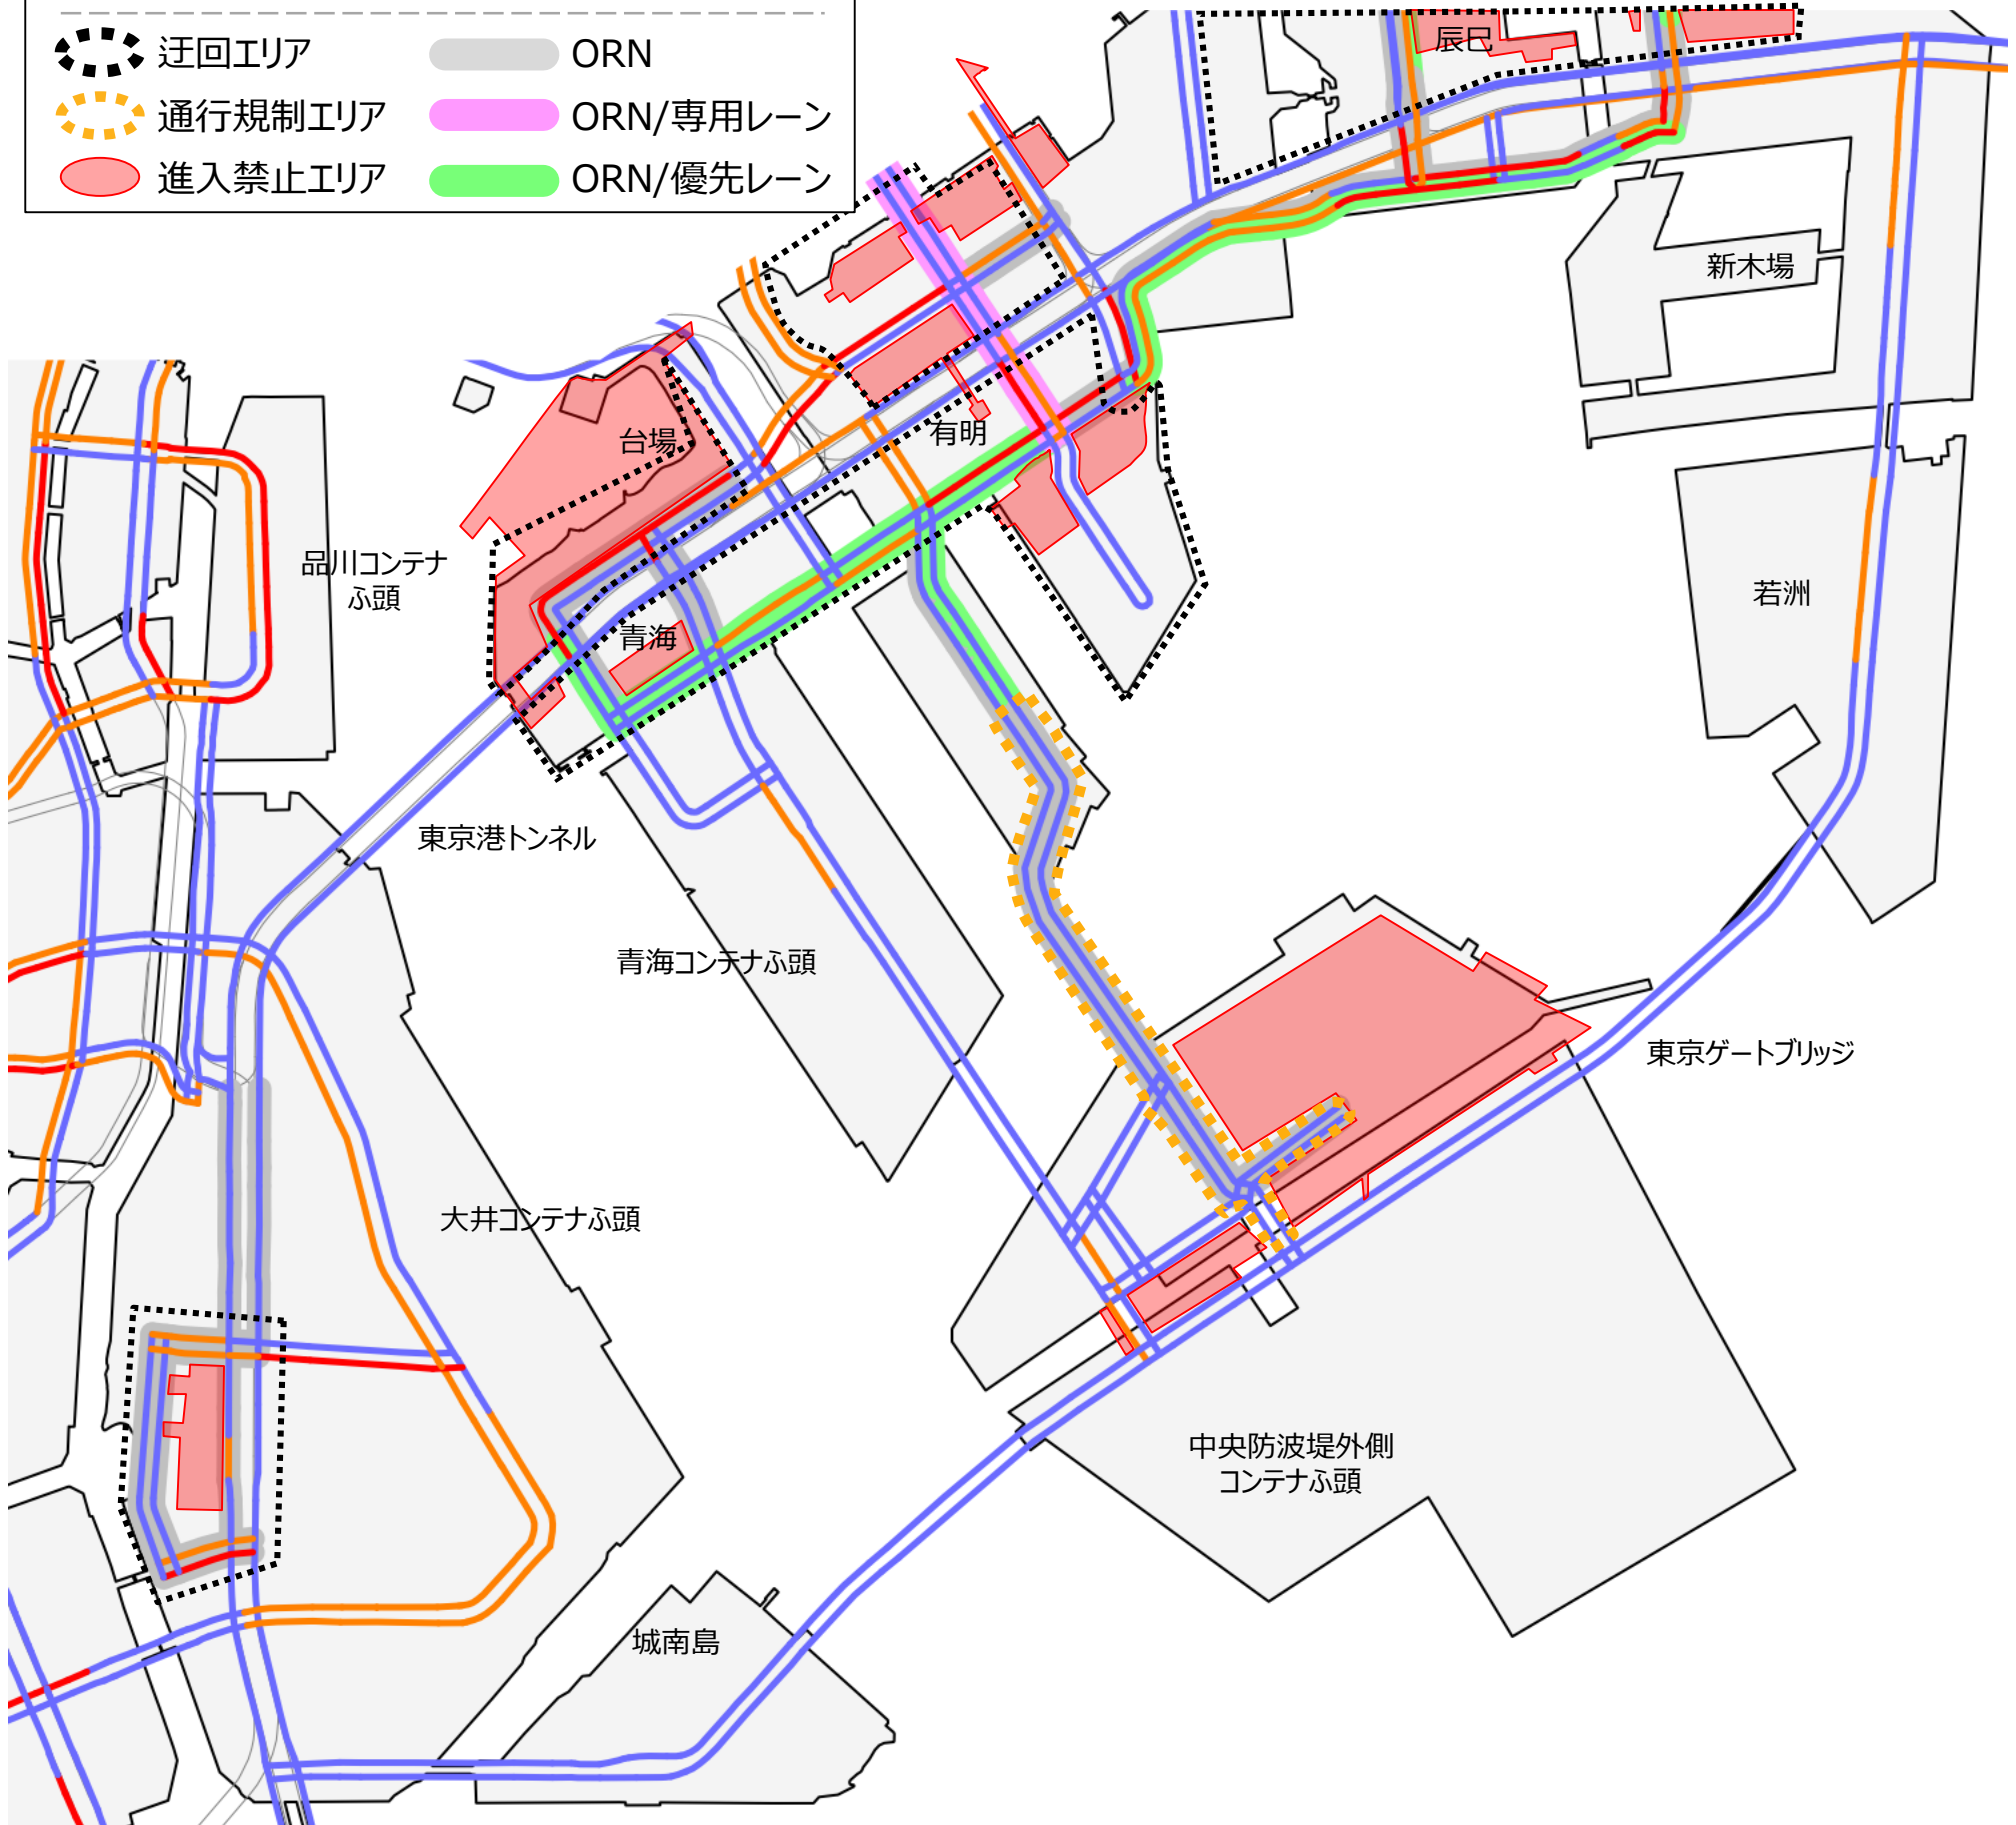 迂回エリア
ORN
通行規制エリア
ORN/専用レーン
進入禁止エリア
ORN/優先レーン
辰巳
新木場
台場
有明
品川コンテナ
ふ頭
若洲
青海
東京港トンネル
青海コンテナふ頭
東京ゲートブリッジ
大井コンテナふ頭
中央防波堤外側
コンテナふ頭
城南島